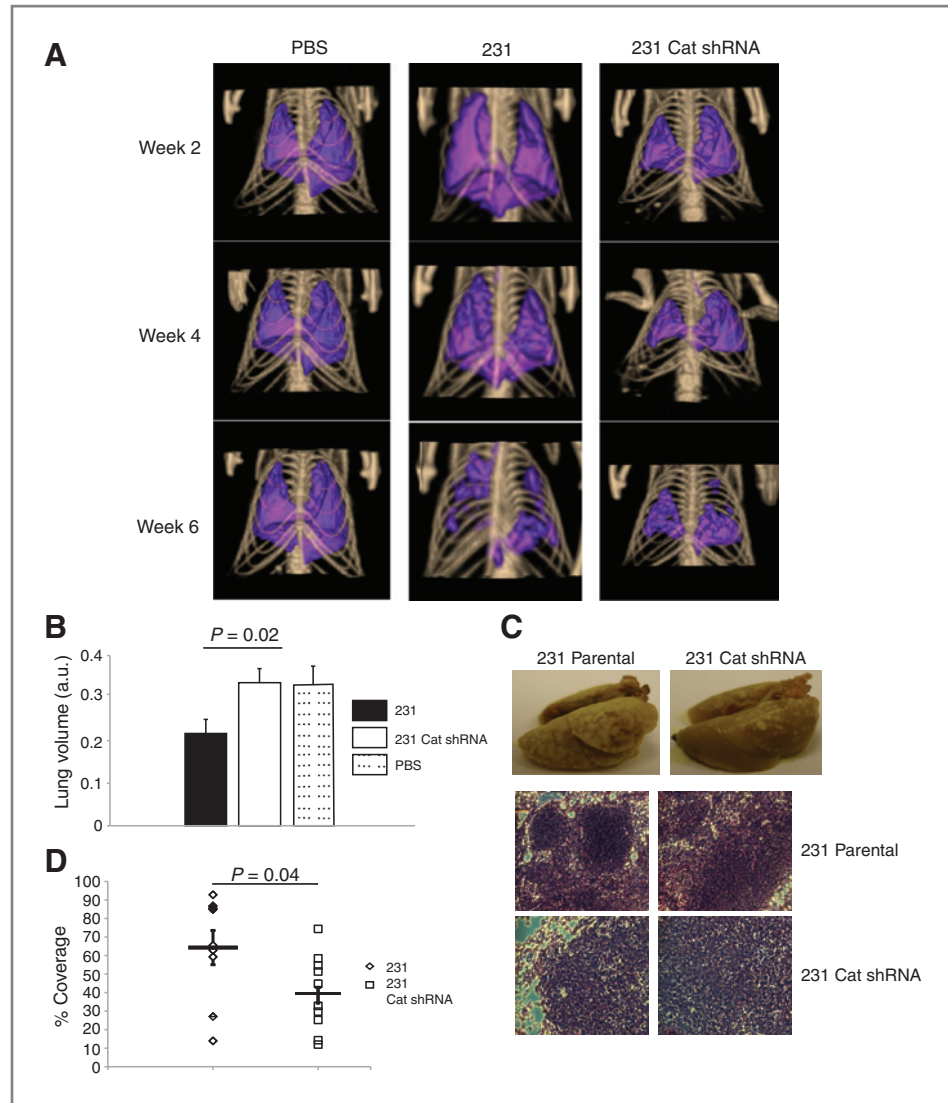 A
PBS
231
231 Cat shRNA
Week 2
Week 4
Week 6
B
P = 0.02
Lung volume (a.u.)
0.4
0.3
0.2
0.1
0
231
231 Cat shRNA
PBS
C
231 Parental
231 Cat shRNA
231 Parental
231 Cat shRNA
D
P = 0.04
% Coverage
100
90
80
70
60
50
40
30
20
10
0
231
231
Cat shRNA